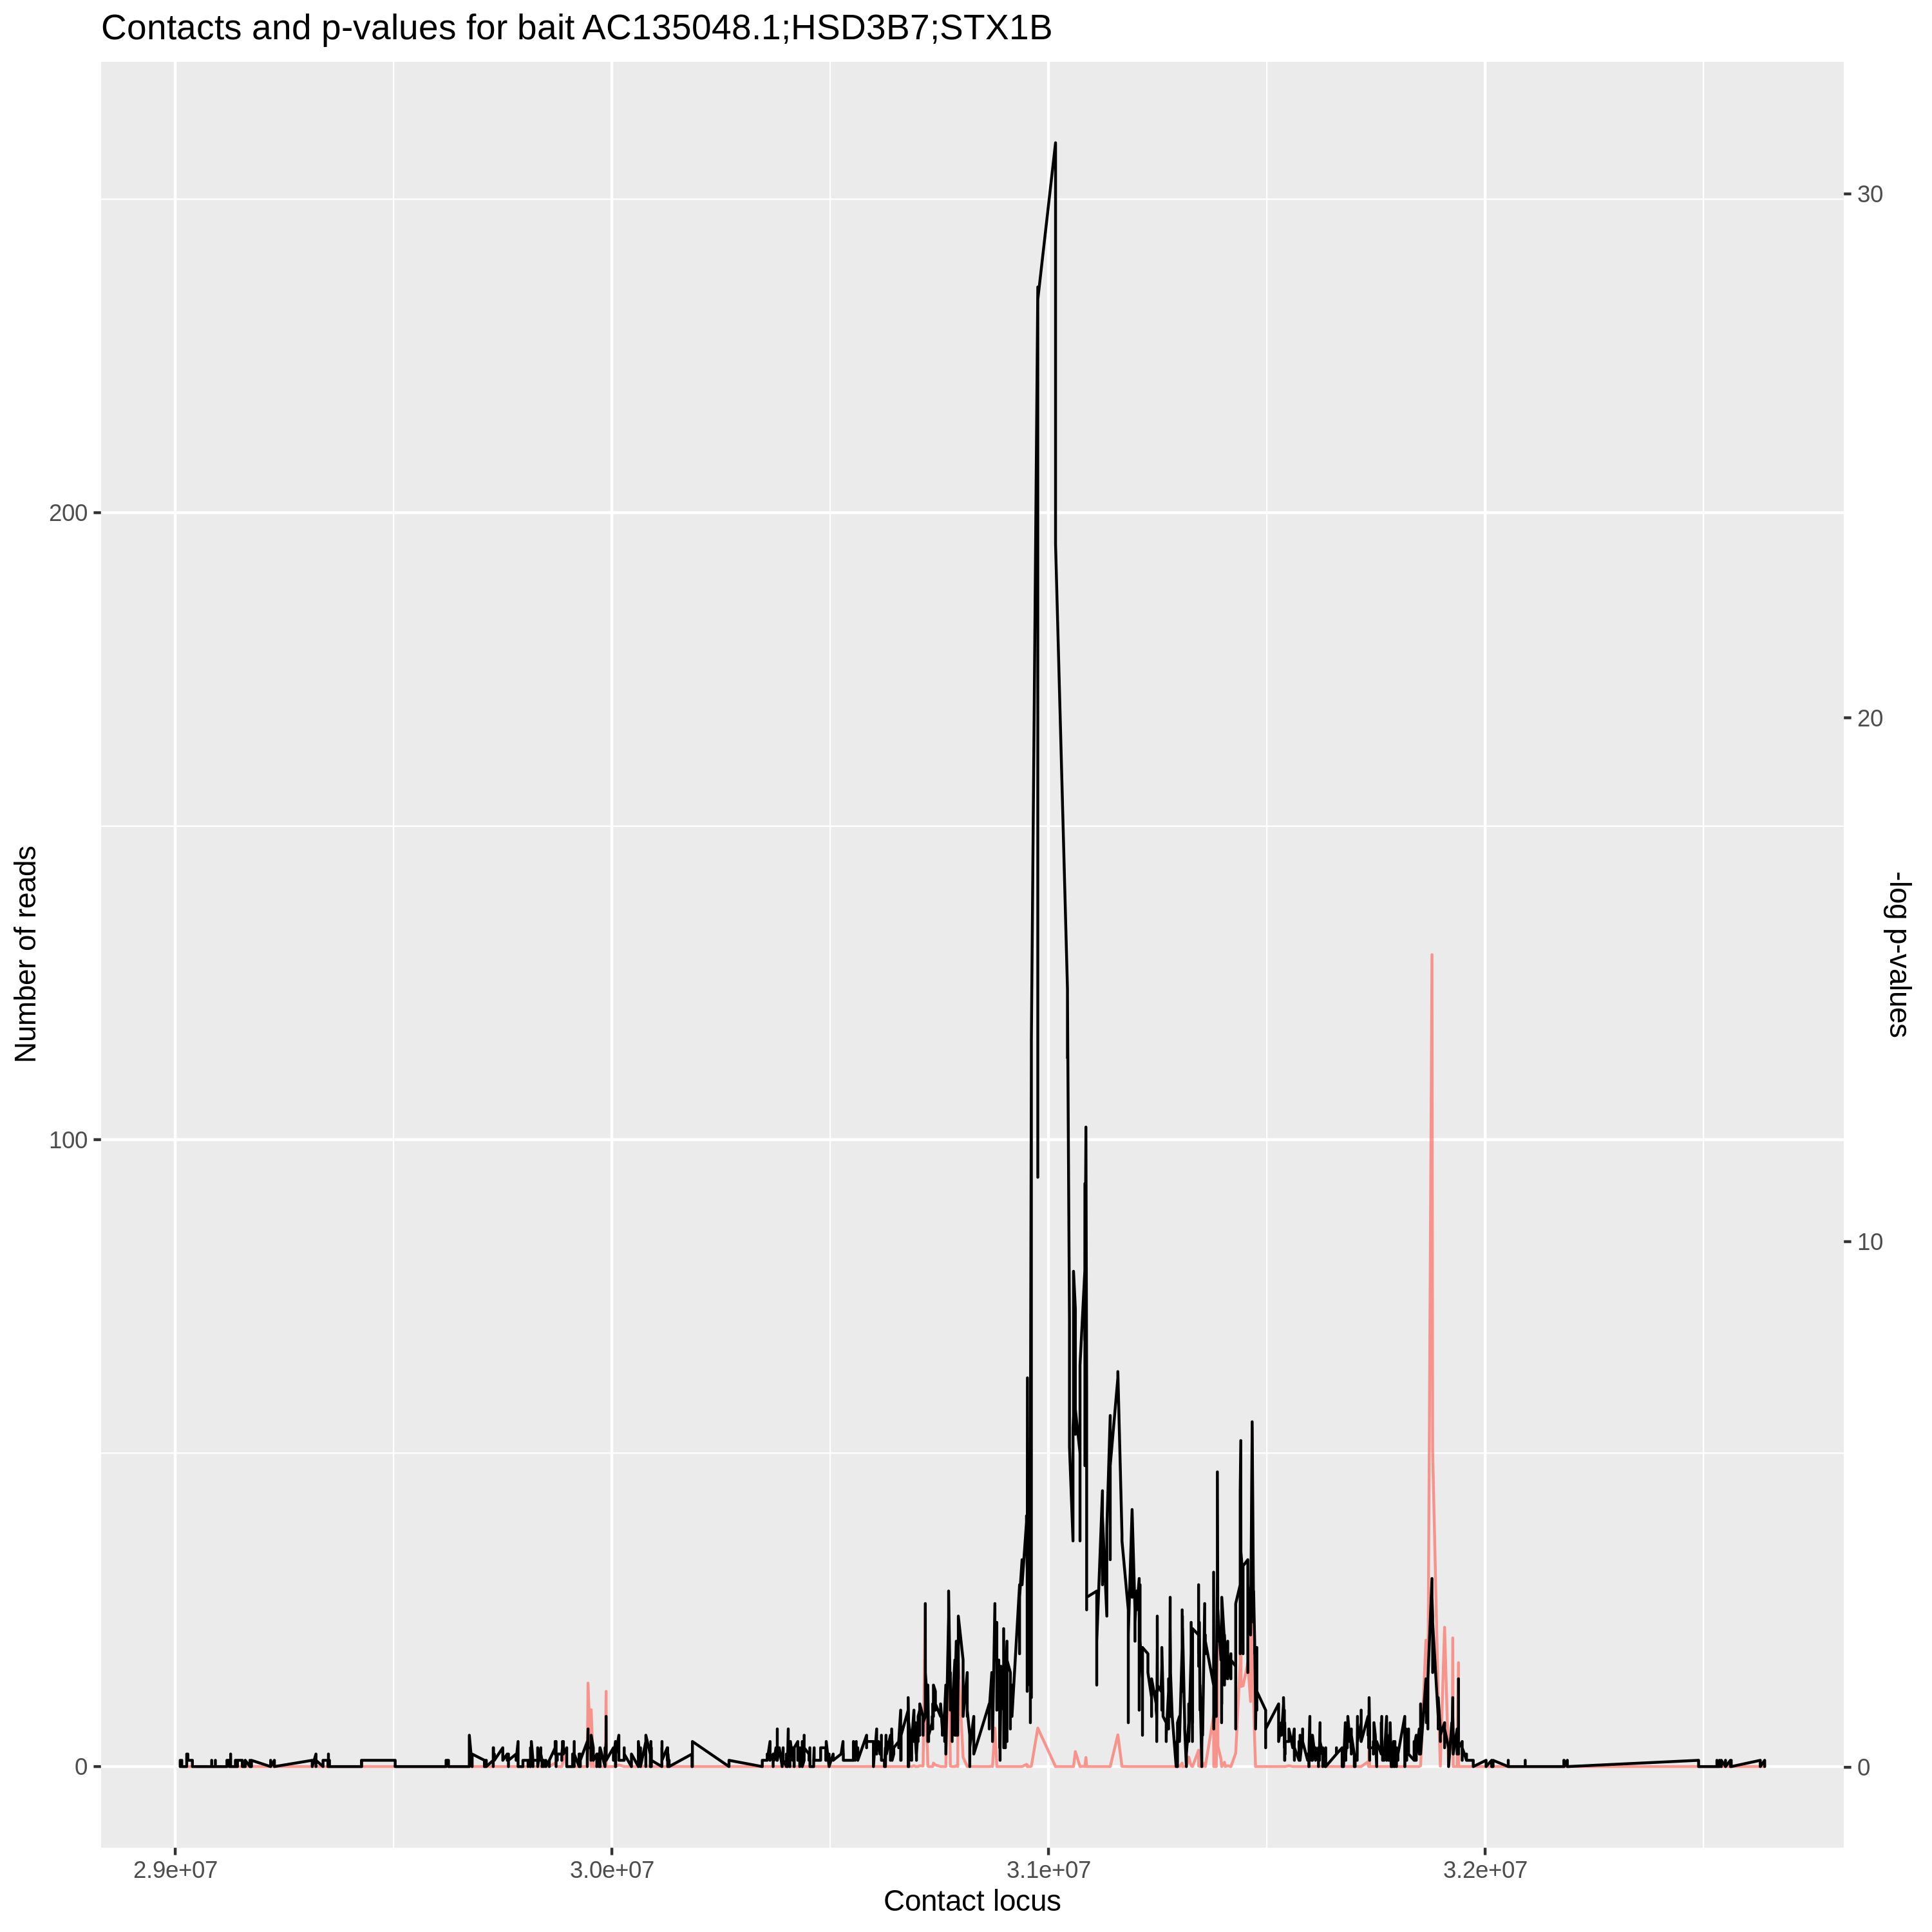 Contacts and p-values for bait AC135048.1;HSD3B7;STX1B
Number of reads
200
100
0
30
20
10
0
-log p-values
2.9e+07 3.0e+07 3.1e+07 3.2e+07
Contact locus